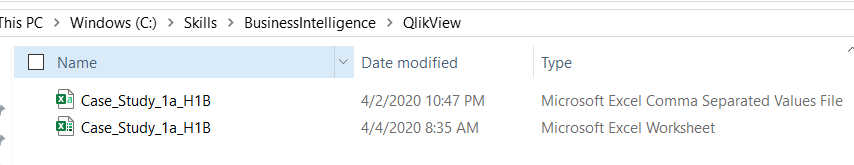 This PC > Windows (C:) > Skills > BusinessIntelligence > QlikView
Name Date modified Type
Case_Study_1a_H1B 4/2/2020 10:47 PM Microsoft Excel Comma Separated Values File
Case_Study_1a_H1B 4/4/2020 8:35 AM Microsoft Excel Worksheet